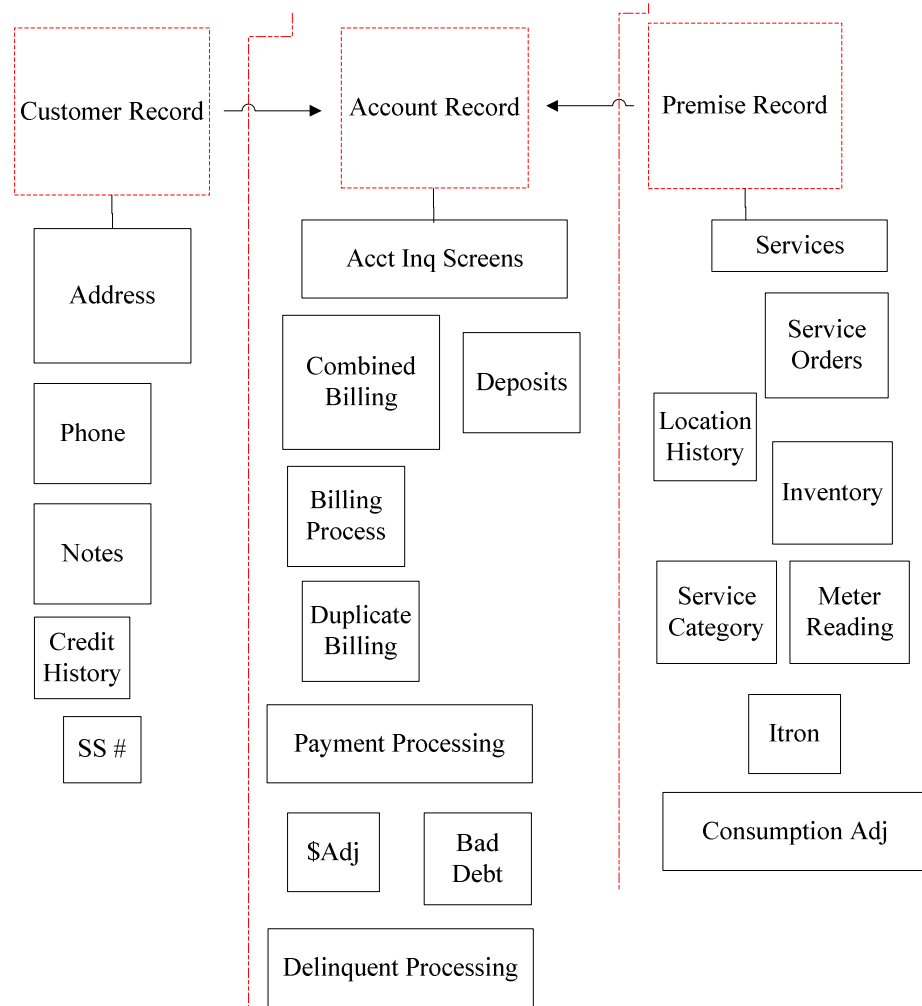 Customer Record
Account Record
Premise Record
Address
Phone
Notes
Credit
History
SS #
Acct Inq Screens
Combined
Billing
Deposits
Billing
Process
Duplicate
Billing
Payment Processing
$Adj
Bad
Debt
Delinquent Processing
Services
Service
Orders
Location
History
Inventory
Service
Category
Meter
Reading
Itron
Consumption Adj